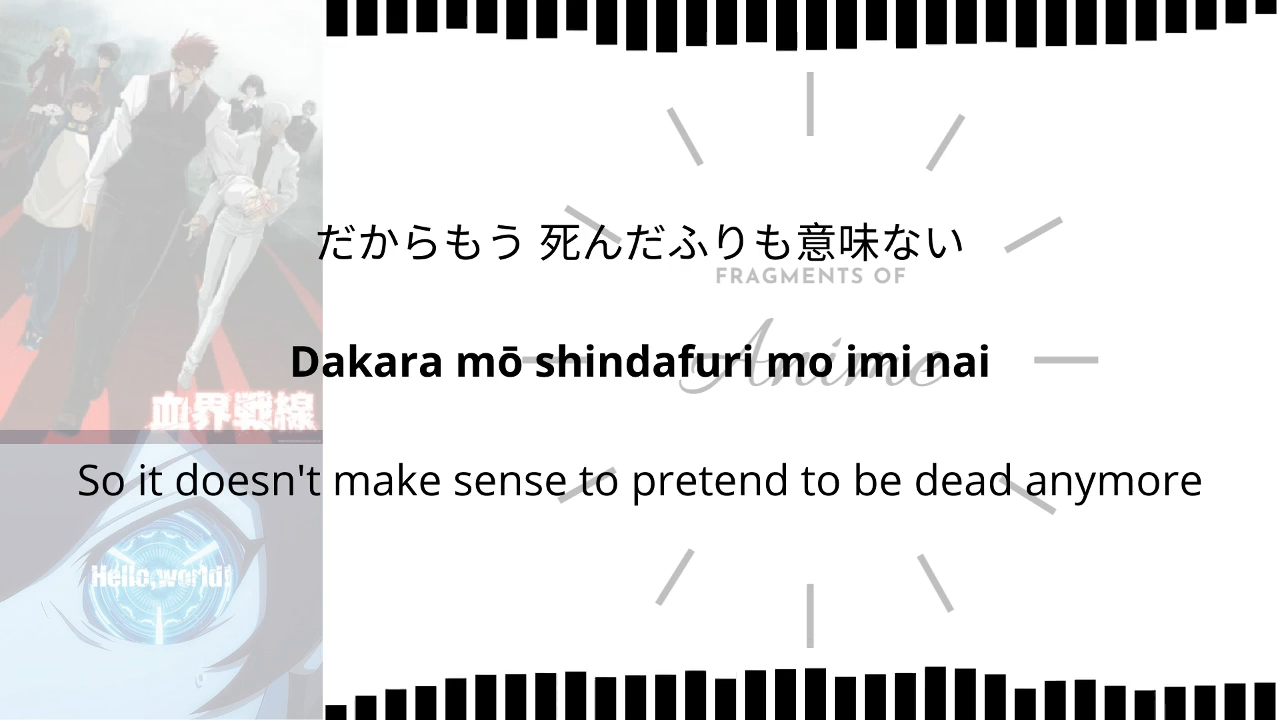 だからもう 死んだふりも意味ない
FRAGMENTS OF
Anime
Dakara mō shindafuri mo imi nai
血界戦線
So it doesn't make sense to pretend to be dead anymore
Hello,world!